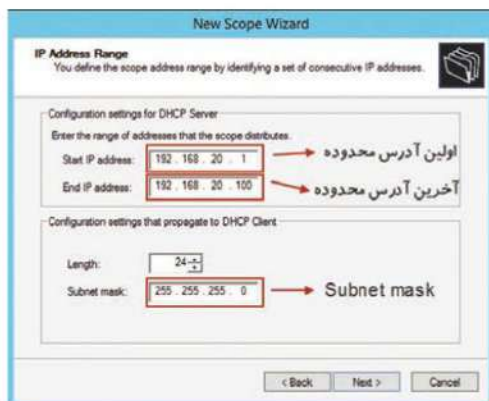 New Scope Wizard
IP Address Range
You define the scope address range by identifying a set of consecutive IP addresses.
Configuration settings for DHCP Server
Enter the range of addresses that the scope distributes.
Start IP address: 192 . 168 . 20 . 1 اولین آدرس محدوده
End IP address: 192 . 168 . 20 . 100 آخرین آدرس محدوده
Configuration settings that propagate to DHCP Client
Length: 24
Subnet mask: 255 . 255 . 255 . 0 Subnet mask
< Back Next > Cancel